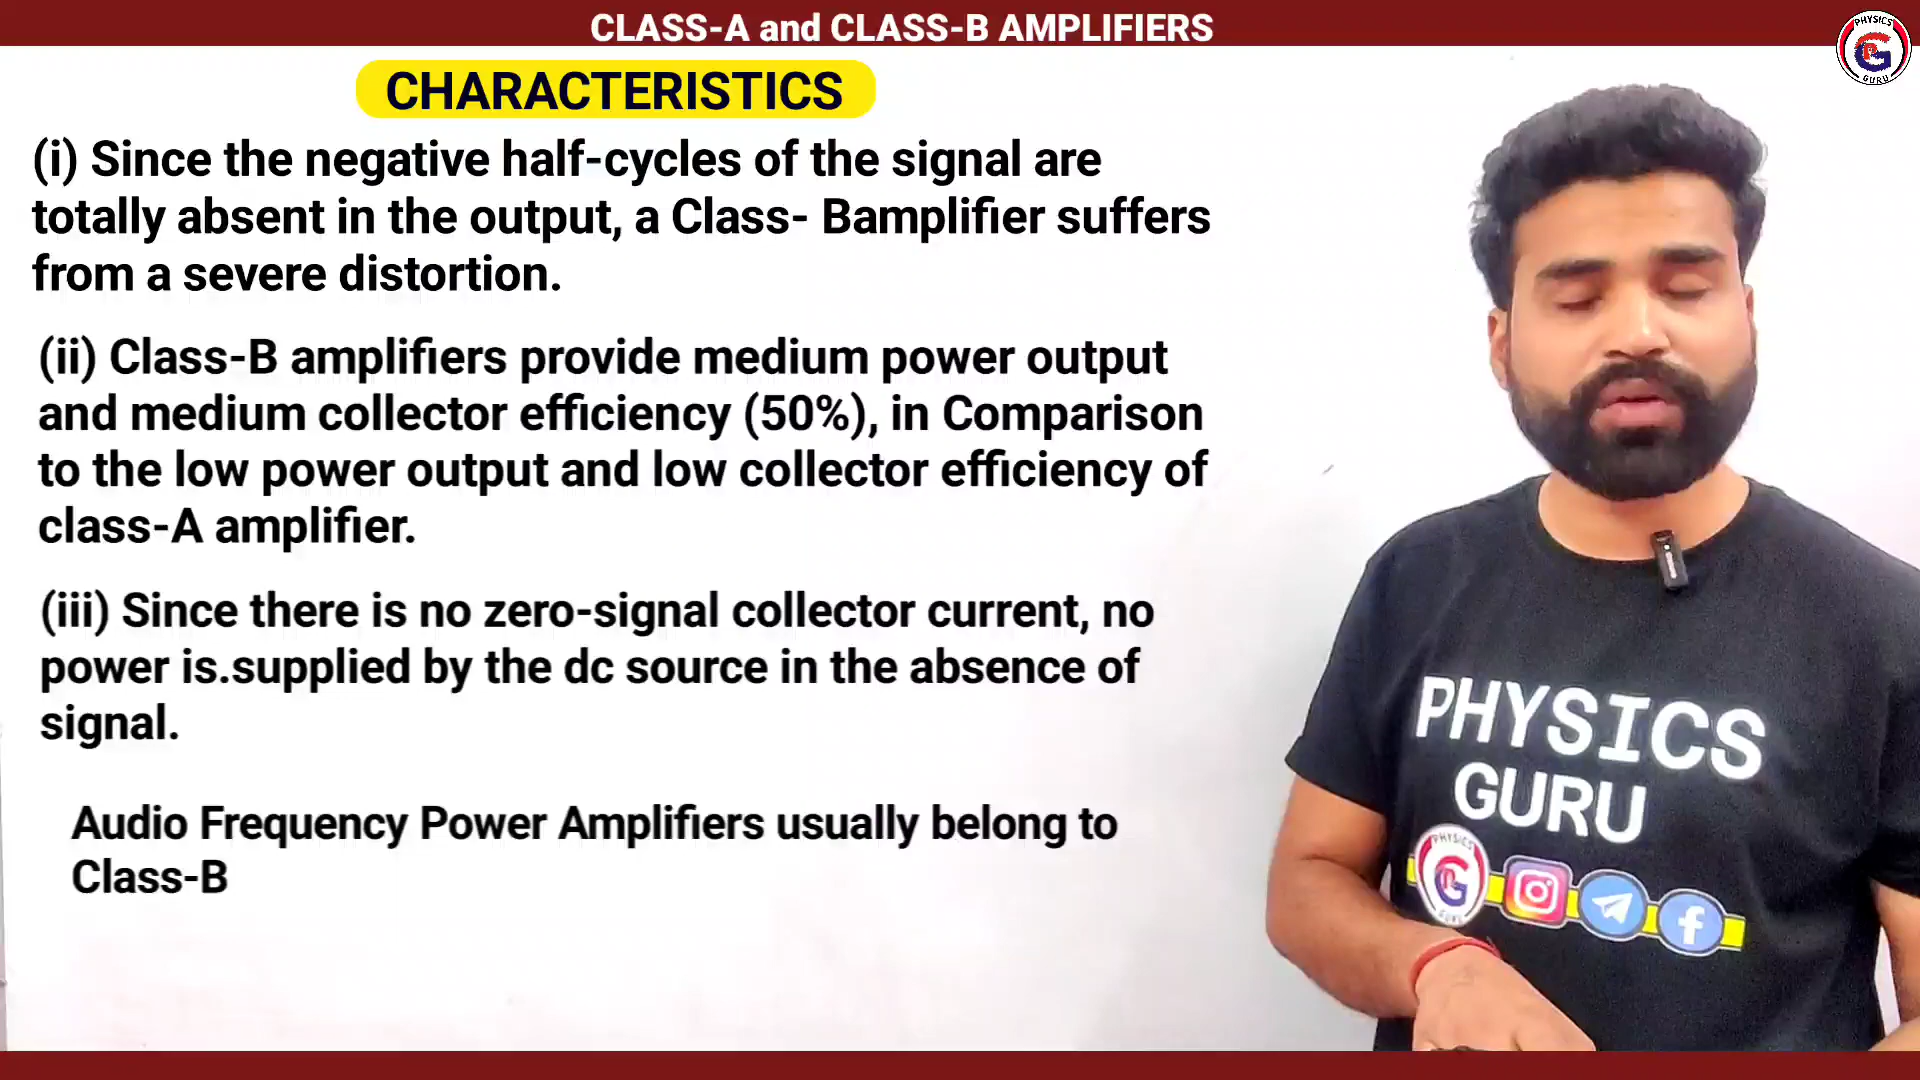 CLASS-A and CLASS-B AMPLIFIERS
PHYSICS
GURU
CHARACTERISTICS
(i) Since the negative half-cycles of the signal are
totally absent in the output, a Class- Bamplifier suffers
from a severe distortion.
(ii) Class-B amplifiers provide medium power output
and medium collector efficiency (50%), in Comparison
to the low power output and low collector efficiency of
class-A amplifier.
(iii) Since there is no zero-signal collector current, no
power is.supplied by the dc source in the absence of
signal.
Audio Frequency Power Amplifiers usually belong to
Class-B
PHYSICS
GURU
PHYSICS
GURU